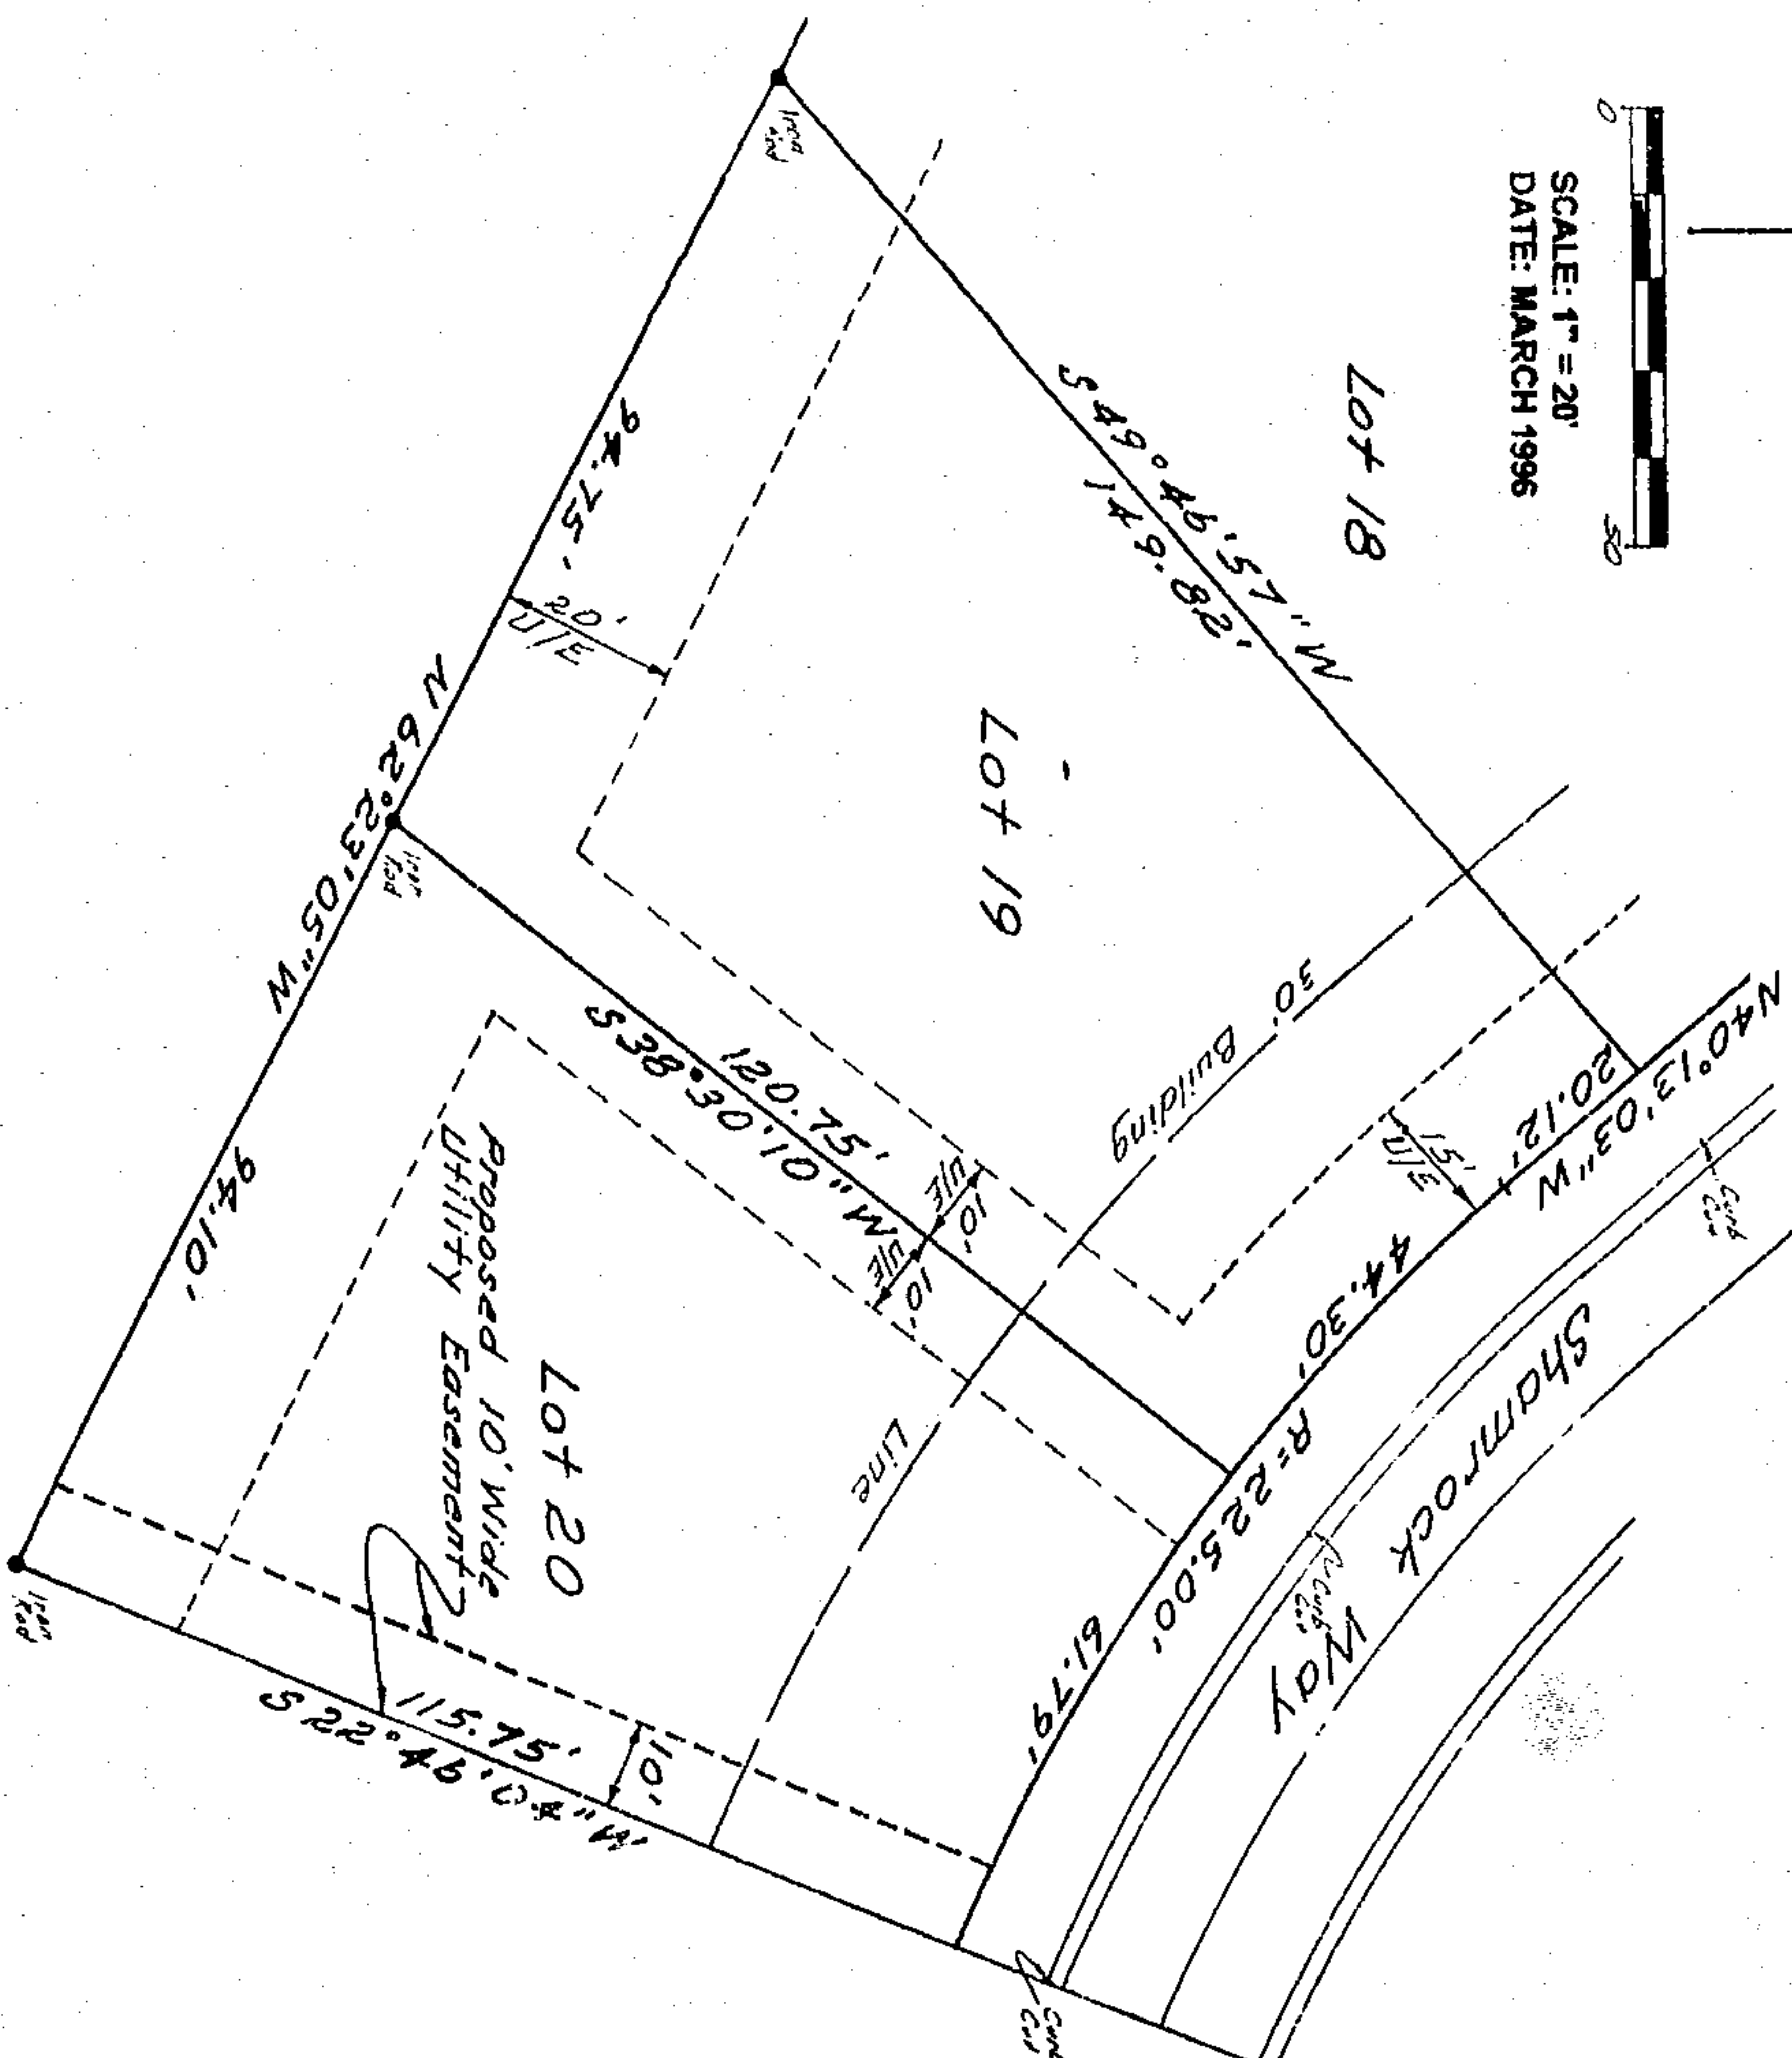 0
50
SCALE: 1" = 20'
DATE: MARCH 1996
Lot 18
S 49° 46' 57" W
149.82'
Iron
Rod
94.75'
20'
U/E
N 62° 23' 05" W
Iron
Rod
Lot 19
30'
Building
Line
15'
U/E
N40°13'03"W
20.12'
44.30'
R=225.00'
61.79'
Shamrock
Way
S 38° 03' 01" W
120.75'
10'
U/E
10'
U/E
94.10'
Proposed 10' Wide
Utility Easement
Lot 20
115.75'
10'
Iron
Rod